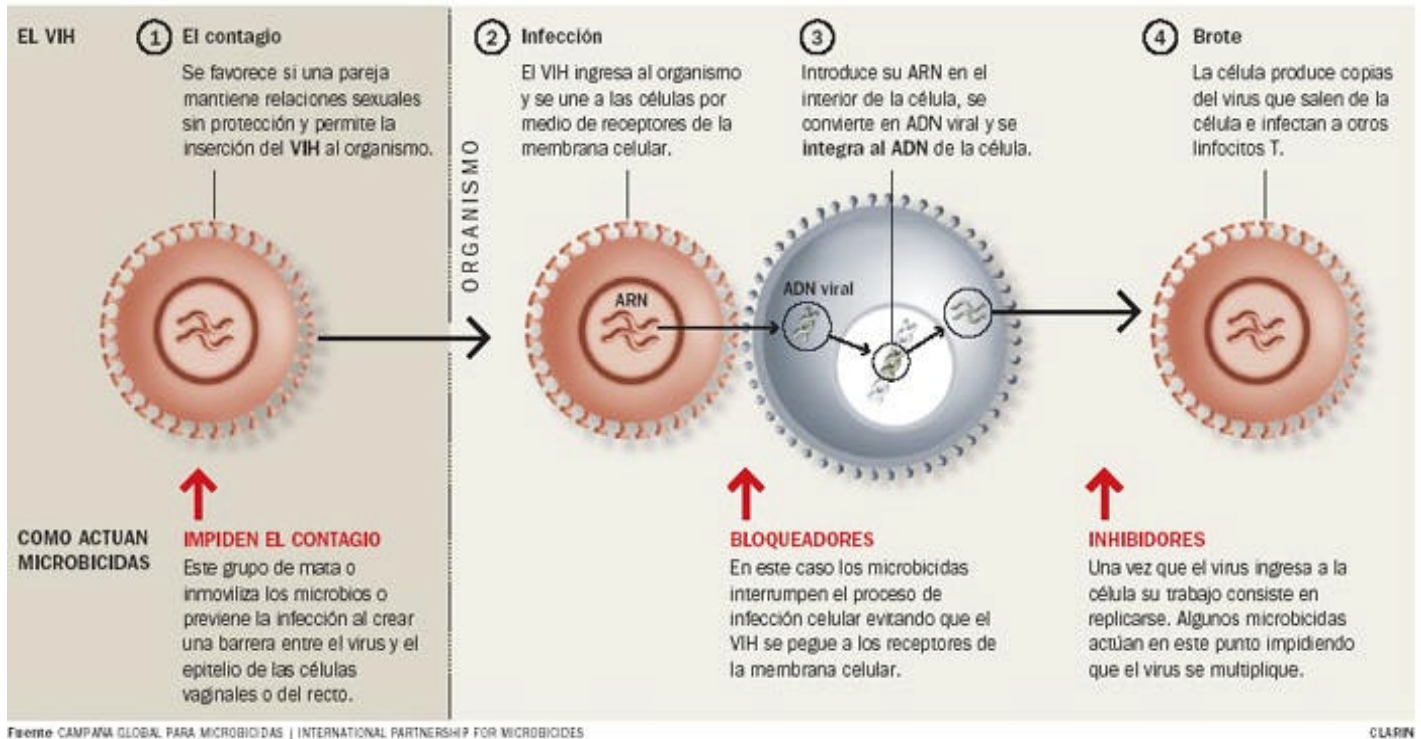 EL VIH
1 El contagio
Se favorece si una pareja
mantiene relaciones sexuales
sin protección y permite la
inserción del VIH al organismo.
ORGANISMO
2 Infección
El VIH ingresa al organismo
y se une a las células por
medio de receptores de la
membrana celular.
3
Introduce su ARN en el
interior de la célula, se
convierte en ADN viral y se
integra al ADN de la célula.
4 Brote
La célula produce copias
del virus que salen de la
célula e infectan a otros
linfocitos T.
ARN
ADN viral
COMO ACTUAN
MICROBICIDAS
IMPIDEN EL CONTAGIO
Este grupo de mata o
inmoviliza los microbios o
previene la infección al crear
una barrera entre el virus y el
epitelio de las células
vaginales o del recto.
BLOQUEADORES
En este caso los microbicidas
interrumpen el proceso de
infección celular evitando que el
VIH se pegue a los receptores de
la membrana celular.
INHIBIDORES
Una vez que el virus ingresa a la
célula su trabajo consiste en
replicarse. Algunos microbicidas
actúan en este punto impidiendo
que el virus se multiplique.
Fuente CAMPAÑA GLOBAL PARA MICROBICIDAS | INTERNATIONAL PARTNERSHIP FOR MICROBICIDES
CLARIN